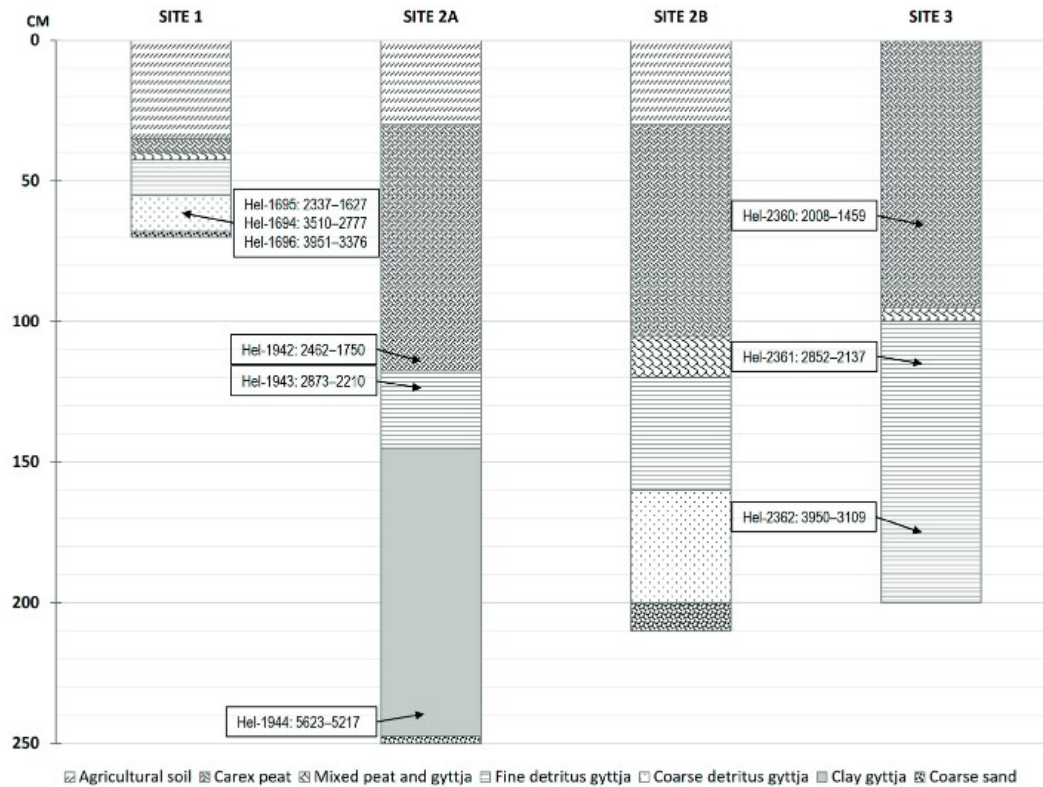 CM
SITE 1 SITE 2A SITE 2B SITE 3
0
50
100
150
200
250
Hel-1695: 2337–1627
Hel-1694: 3510–2777
Hel-1696: 3951–3376
Hel-1942: 2462–1750
Hel-1943: 2873–2210
Hel-1944: 5623–5217
Hel-2360: 2008–1459
Hel-2361: 2852–2137
Hel-2362: 3950–3109
Agricultural soil Carex peat Mixed peat and gyttja Fine detritus gyttja Coarse detritus gyttja Clay gyttja Coarse sand